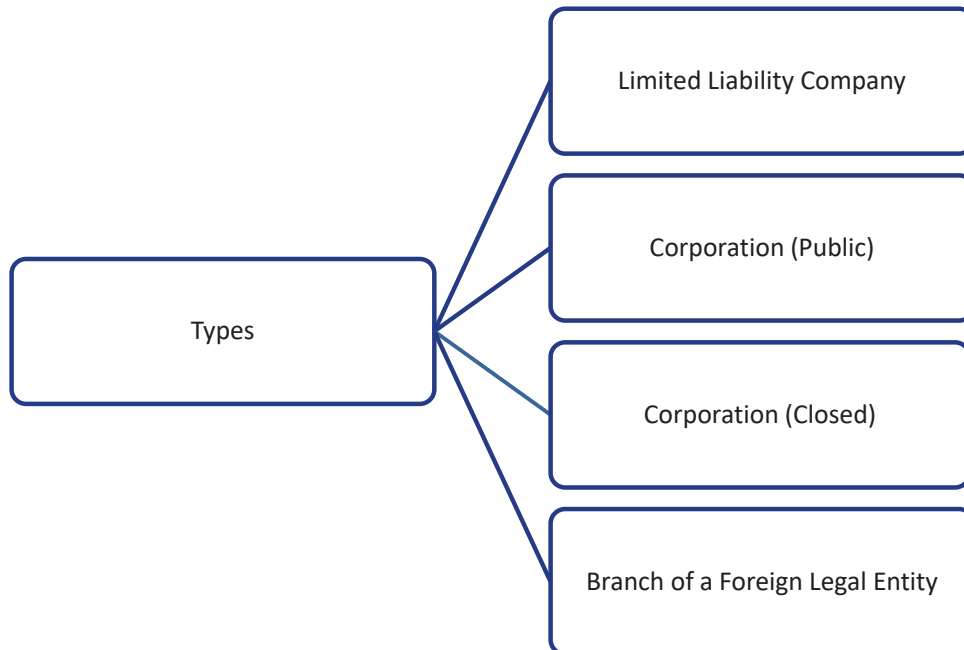 Limited Liability Company
Corporation (Public)
Types
Corporation (Closed)
Branch of a Foreign Legal Entity